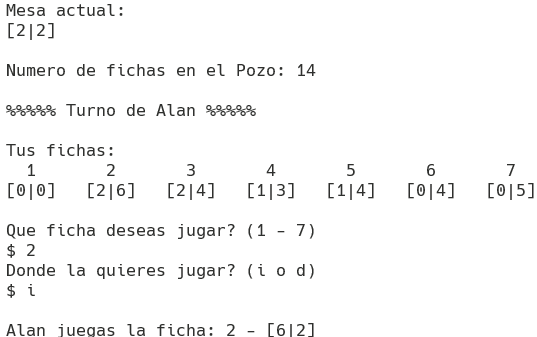 Mesa actual:
[2|2]
Numero de fichas en el Pozo: 14
%%%%% Turno de Alan %%%%%
Tus fichas:
1 2 3 4 5 6 7
[0|0] [2|6] [2|4] [1|3] [1|4] [0|4] [0|5]
Que ficha deseas jugar? (1 - 7)
$ 2
Donde la quieres jugar? (i o d)
$ i
Alan juegas la ficha: 2 - [6|2]